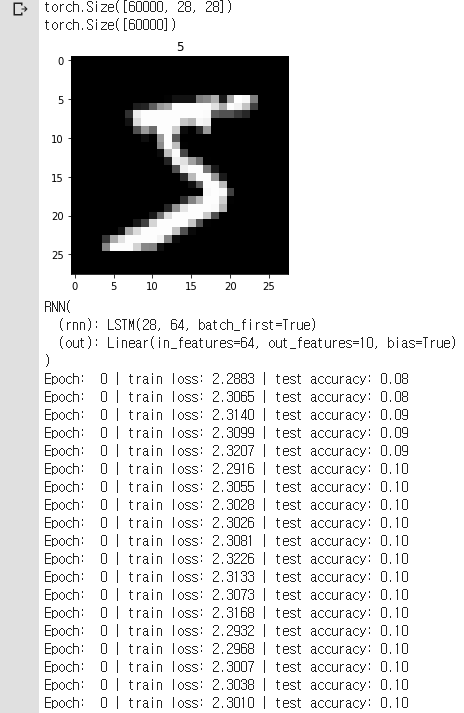 torch.Size([60000, 28, 28])
torch.Size([60000])
5
0
5
10
15
20
25
0 5 10 15 20 25
RNN(
(rnn): LSTM(28, 64, batch_first=True)
(out): Linear(in_features=64, out_features=10, bias=True)
)
Epoch: 0 | train loss: 2.2883 | test accuracy: 0.08
Epoch: 0 | train loss: 2.3065 | test accuracy: 0.08
Epoch: 0 | train loss: 2.3140 | test accuracy: 0.09
Epoch: 0 | train loss: 2.3099 | test accuracy: 0.09
Epoch: 0 | train loss: 2.3207 | test accuracy: 0.09
Epoch: 0 | train loss: 2.2916 | test accuracy: 0.10
Epoch: 0 | train loss: 2.3055 | test accuracy: 0.10
Epoch: 0 | train loss: 2.3028 | test accuracy: 0.10
Epoch: 0 | train loss: 2.3026 | test accuracy: 0.10
Epoch: 0 | train loss: 2.3081 | test accuracy: 0.10
Epoch: 0 | train loss: 2.3226 | test accuracy: 0.10
Epoch: 0 | train loss: 2.3133 | test accuracy: 0.10
Epoch: 0 | train loss: 2.3073 | test accuracy: 0.10
Epoch: 0 | train loss: 2.3168 | test accuracy: 0.10
Epoch: 0 | train loss: 2.2932 | test accuracy: 0.10
Epoch: 0 | train loss: 2.2968 | test accuracy: 0.10
Epoch: 0 | train loss: 2.3007 | test accuracy: 0.10
Epoch: 0 | train loss: 2.3038 | test accuracy: 0.10
Epoch: 0 | train loss: 2.3010 | test accuracy: 0.10